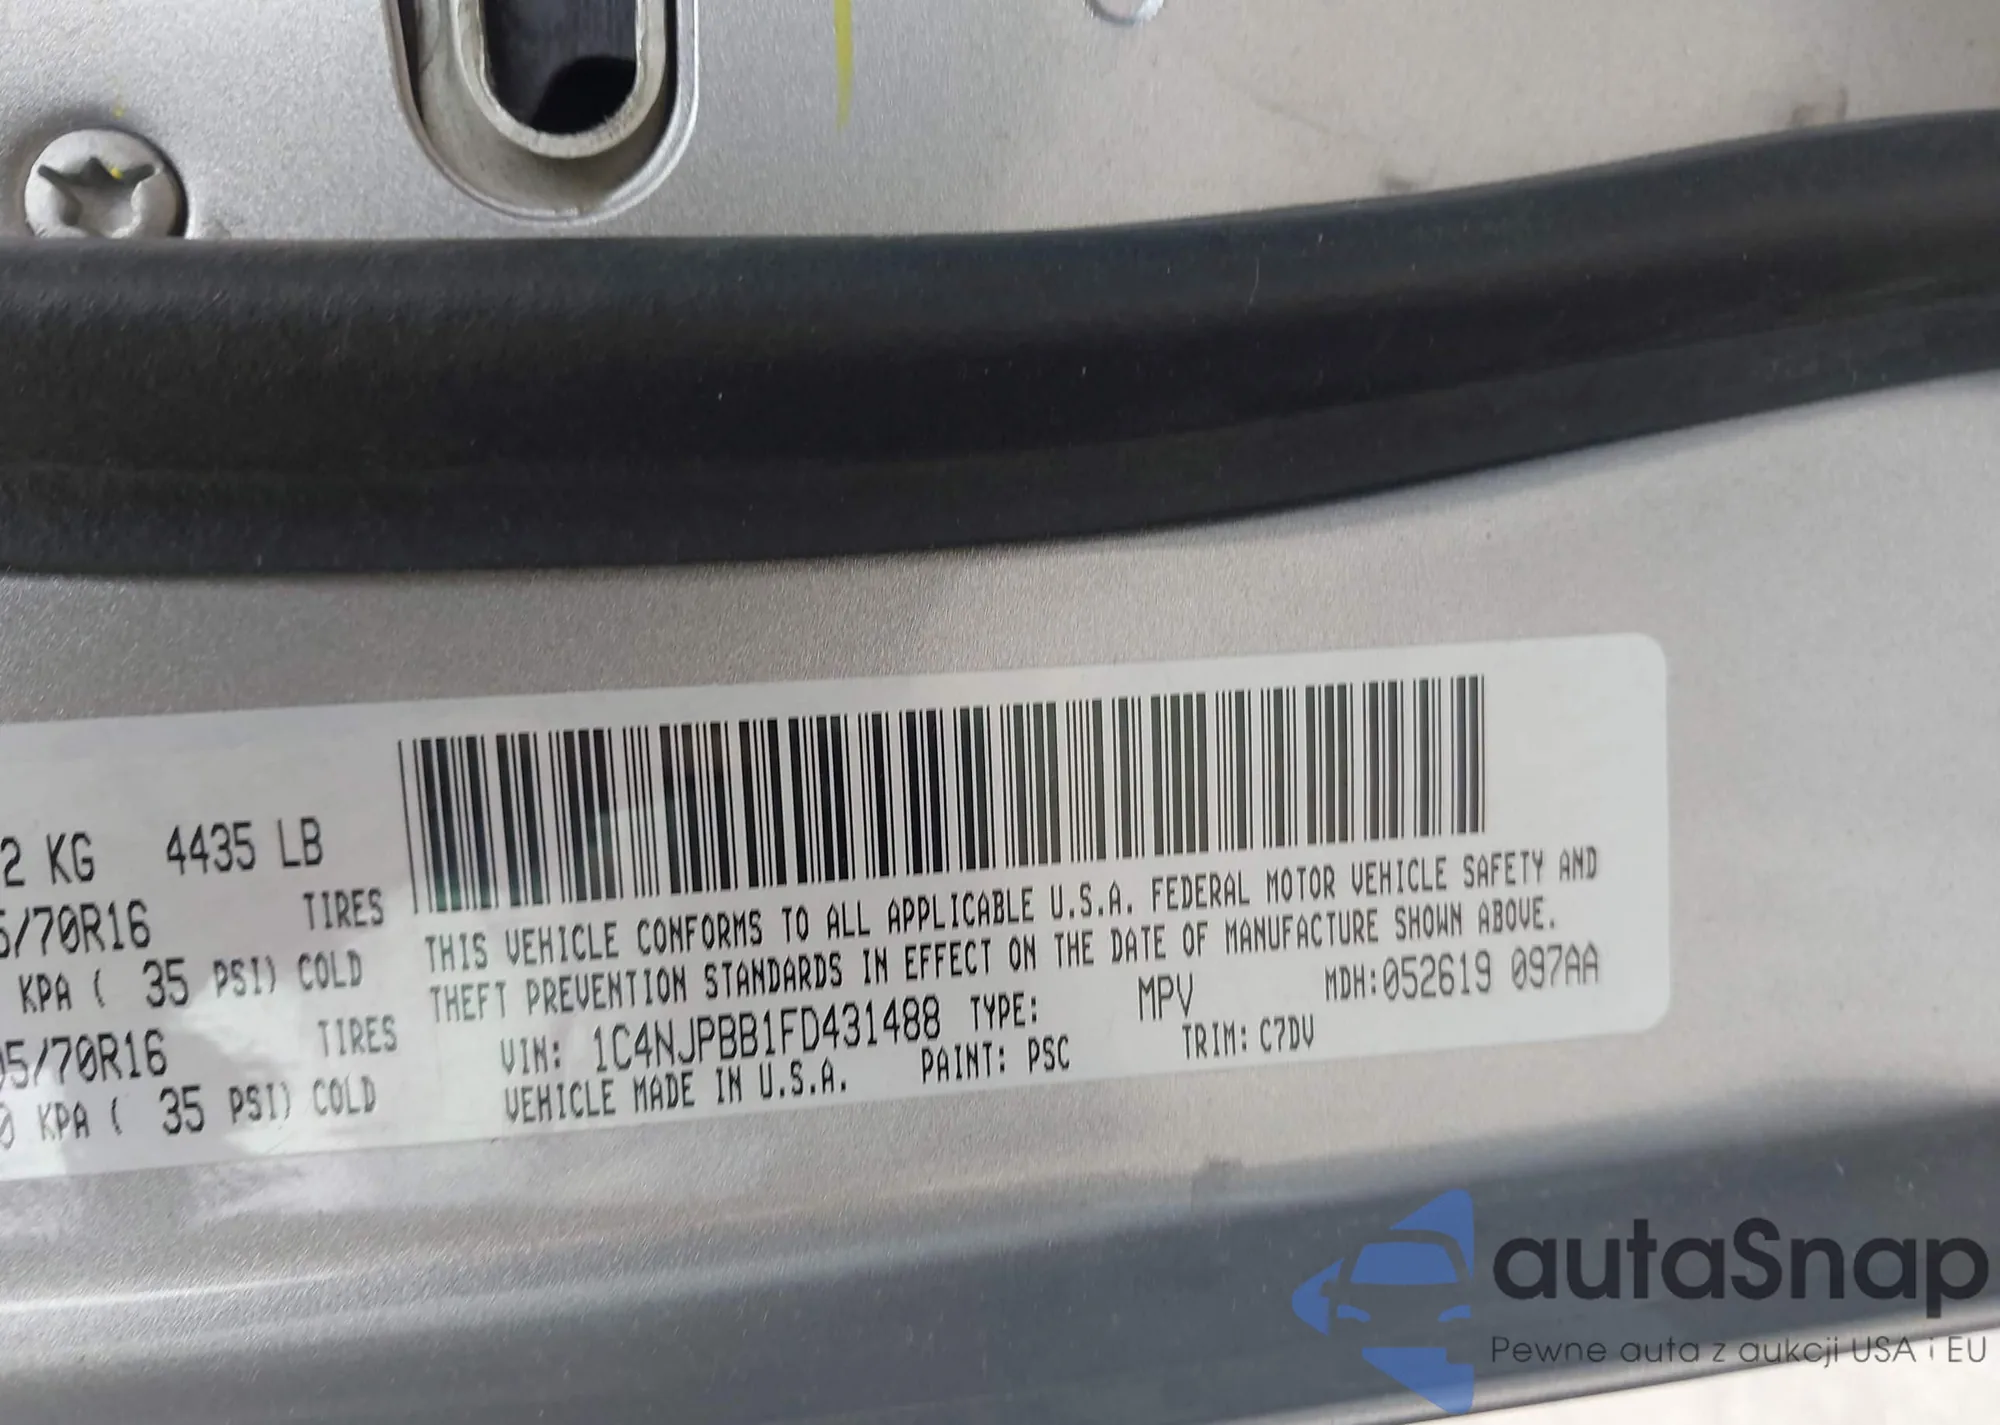 2 KG 4435 LB
5/70R16 TIRES
KPA ( 35 PSI) COLD
5/70R16 TIRES
0 KPA ( 35 PSI) COLD
THIS VEHICLE CONFORMS TO ALL APPLICABLE U.S.A. FEDERAL MOTOR VEHICLE SAFETY AND
THEFT PREVENTION STANDARDS IN EFFECT ON THE DATE OF MANUFACTURE SHOWN ABOVE.
VIN: 1C4NJPBB1FD431488 TYPE: MPV MDH:052619 097AA
VEHICLE MADE IN U.S.A. PAINT: PSC TRIM: C7DV
autaSnap
Pewne auta z aukcji USA i EU